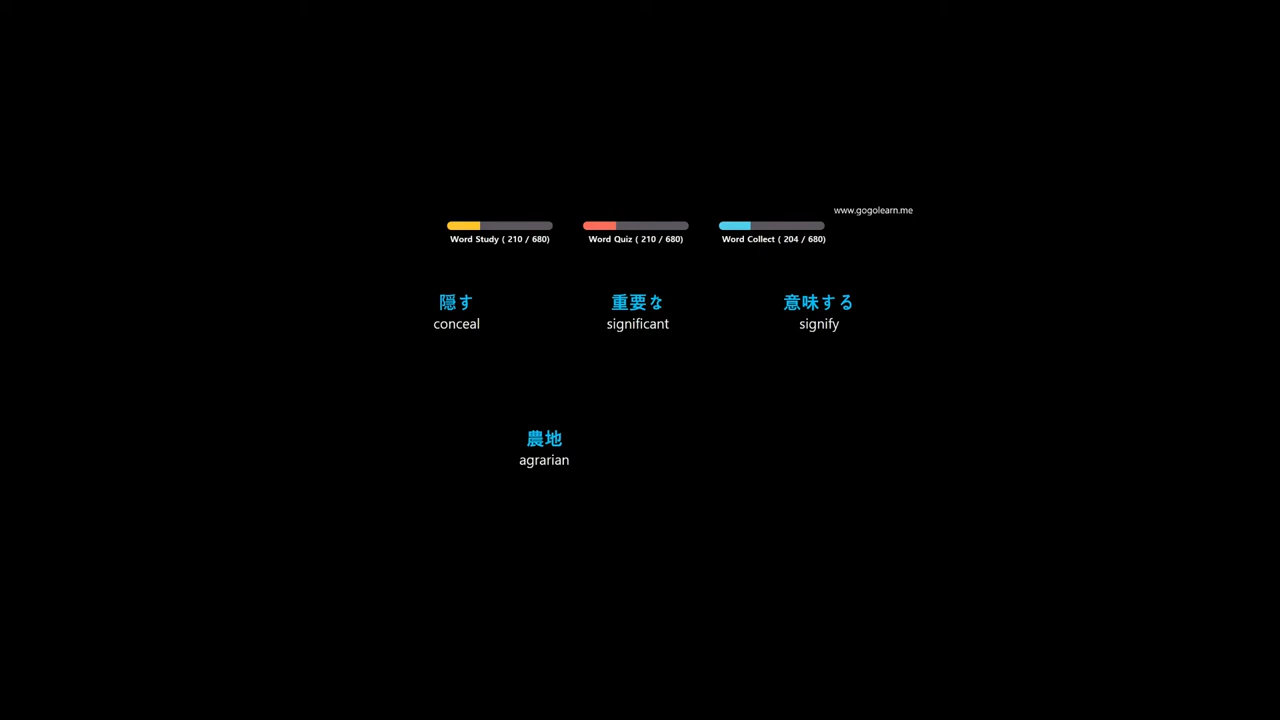 www.gogolearn.me
Word Study ( 210 / 680)
Word Quiz ( 210 / 680)
Word Collect ( 204 / 680)
隠す
conceal
重要な
significant
意味する
signify
農地
agrarian